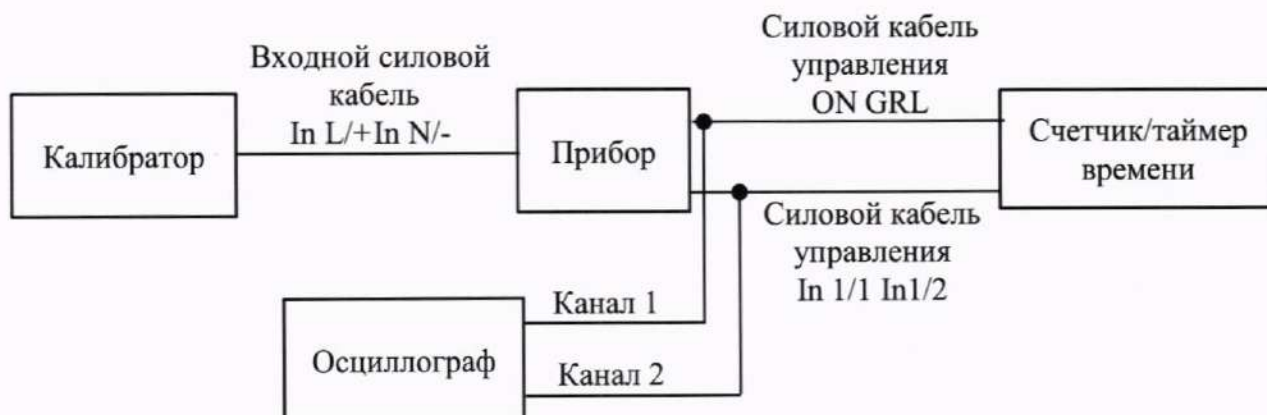 Входной силовой
кабель
In L/+In N/-
Силовой кабель
управления
ON GRL
Калибратор
Прибор
Счетчик/таймер
времени
Силовой кабель
управления
In 1/1 In1/2
Канал 1
Осциллограф
Канал 2